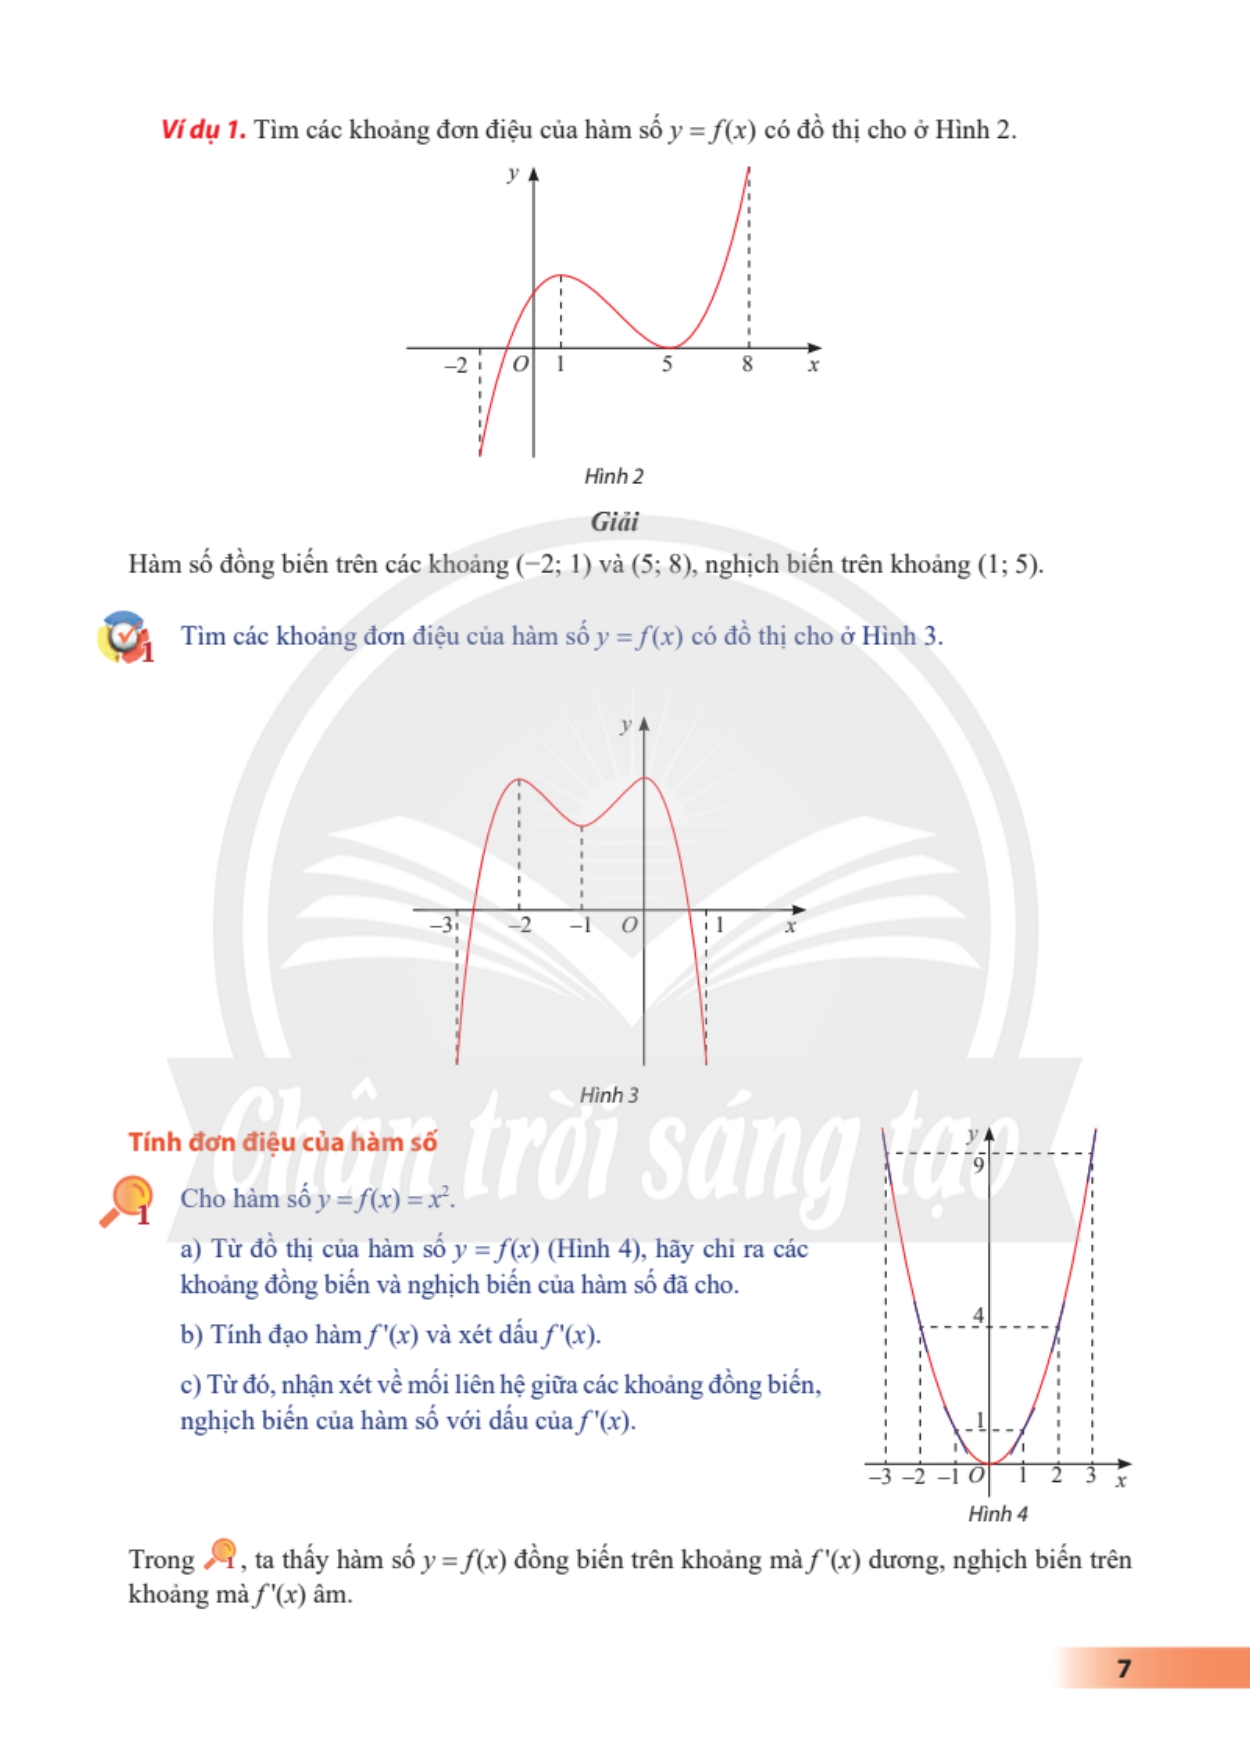 Ví dụ 1. Tìm các khoảng đơn điệu của hàm số y = f(x) có đồ thị cho ở Hình 2.
y
–2 O 1 5 8 x
Hình 2
Giải
Hàm số đồng biến trên các khoảng (−2; 1) và (5; 8), nghịch biến trên khoảng (1; 5).
1 Tìm các khoảng đơn điệu của hàm số y = f(x) có đồ thị cho ở Hình 3.
y
–3 –2 –1 O 1 x
Hình 3
Chân trời sáng tạo
Tính đơn điệu của hàm số
1 Cho hàm số y = f(x) = x².
a) Từ đồ thị của hàm số y = f(x) (Hình 4), hãy chỉ ra các
khoảng đồng biến và nghịch biến của hàm số đã cho.
b) Tính đạo hàm f '(x) và xét dấu f '(x).
c) Từ đó, nhận xét về mối liên hệ giữa các khoảng đồng biến,
nghịch biến của hàm số với dấu của f '(x).
y
9
4
1
–3 –2 –1 O 1 2 3 x
Hình 4
Trong 1, ta thấy hàm số y = f(x) đồng biến trên khoảng mà f '(x) dương, nghịch biến trên
khoảng mà f '(x) âm.
7